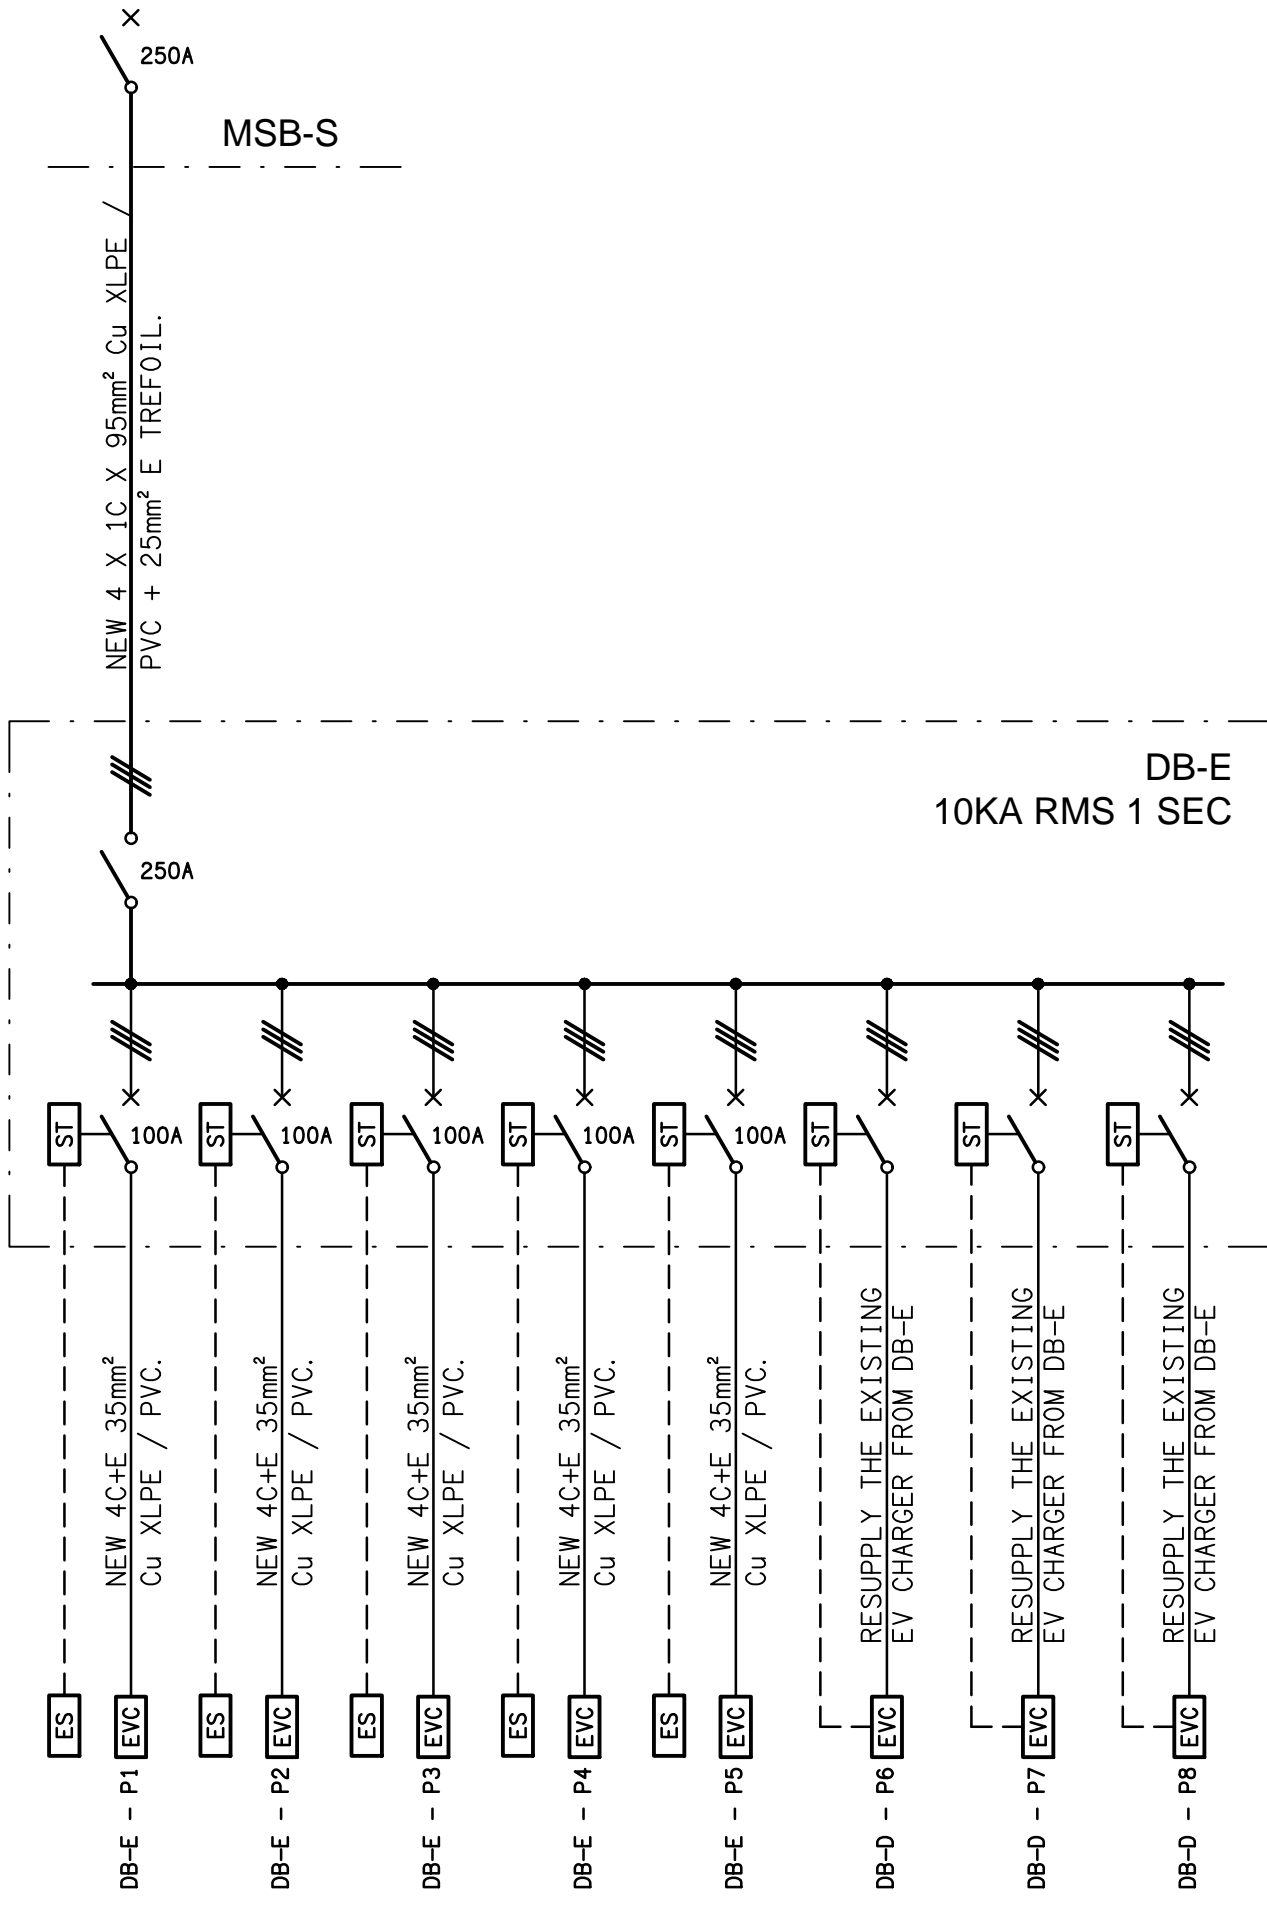 250A
MSB-S
NEW 4 X 1C X 95mm² Cu XLPE /
PVC + 25mm² E TREFOIL.
DB-E
10KA RMS 1 SEC
250A
ST
100A
ST
100A
ST
100A
ST
100A
ST
100A
ST
ST
ST
NEW 4C+E 35mm²
Cu XLPE / PVC.
NEW 4C+E 35mm²
Cu XLPE / PVC.
NEW 4C+E 35mm²
Cu XLPE / PVC.
NEW 4C+E 35mm²
Cu XLPE / PVC.
NEW 4C+E 35mm²
Cu XLPE / PVC.
RESUPPLY THE EXISTING
EV CHARGER FROM DB-E
RESUPPLY THE EXISTING
EV CHARGER FROM DB-E
RESUPPLY THE EXISTING
EV CHARGER FROM DB-E
ES
EVC
ES
EVC
ES
EVC
ES
EVC
ES
EVC
EVC
EVC
EVC
DB-E - P1
DB-E - P2
DB-E - P3
DB-E - P4
DB-E - P5
DB-D - P6
DB-D - P7
DB-D - P8